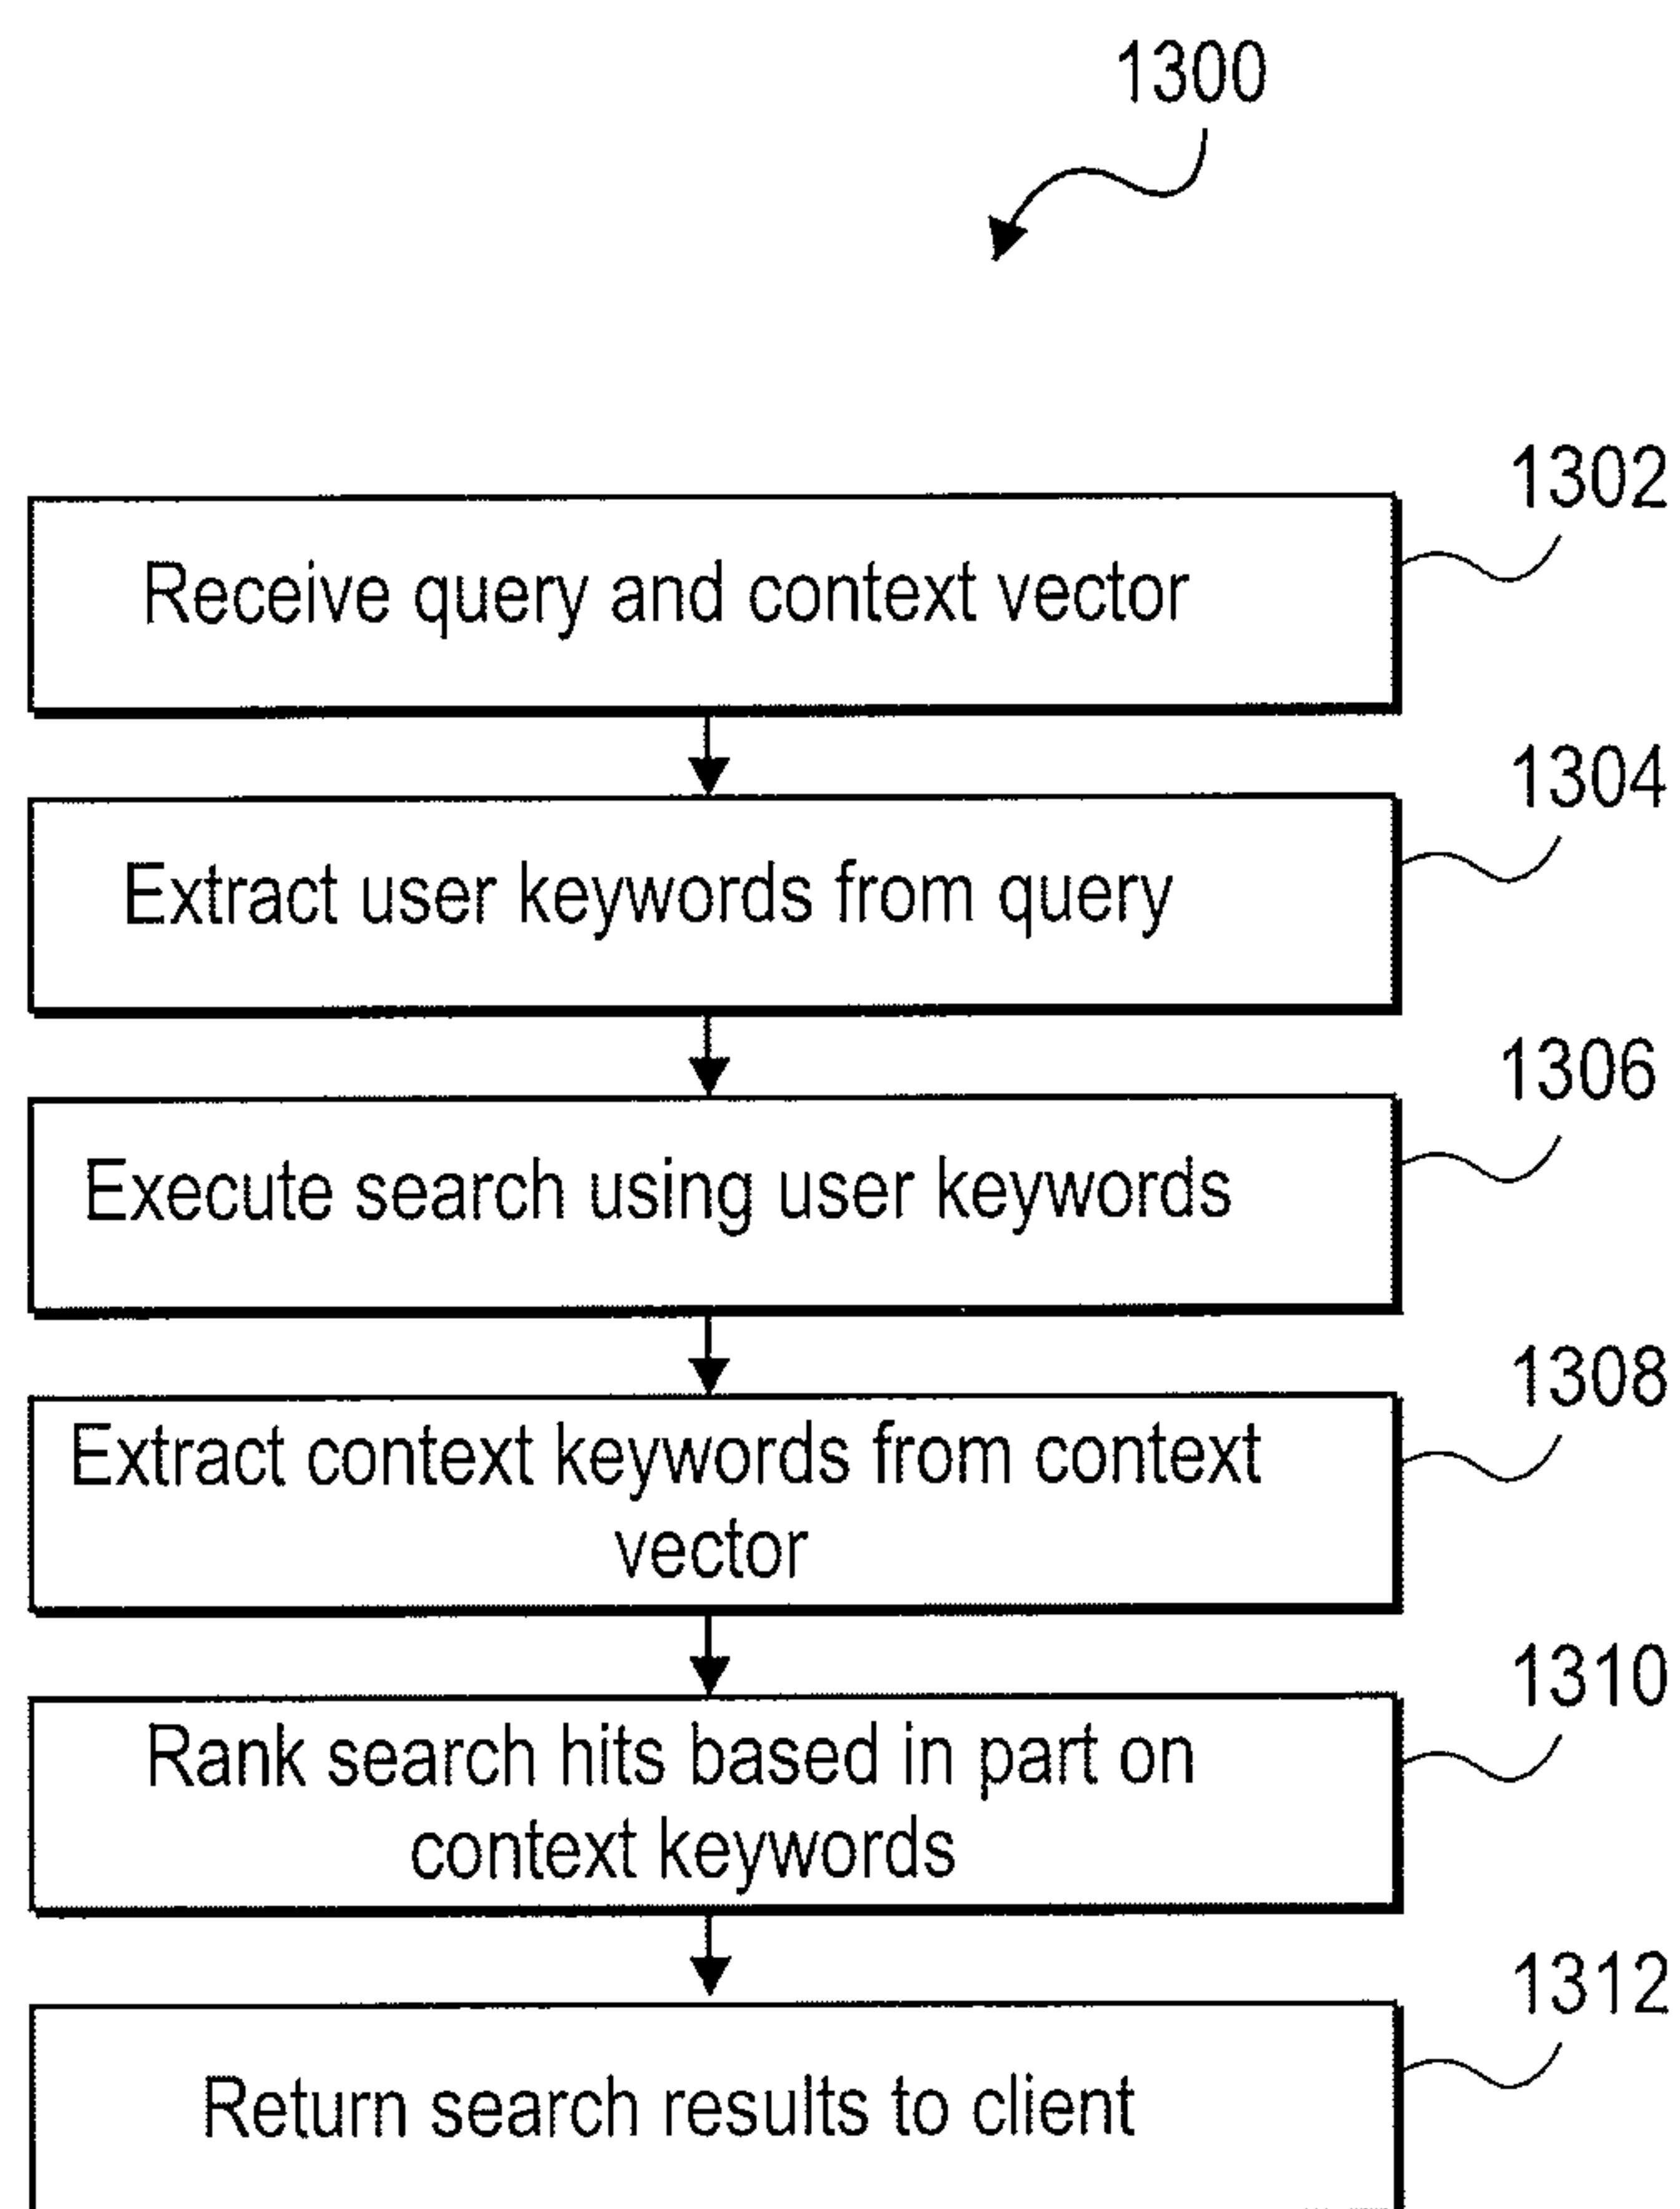 1300
1302
Receive query and context vector
1304
Extract user keywords from query
1306
Execute search using user keywords
1308
Extract context keywords from context
vector
1310
Rank search hits based in part on
context keywords
1312
Return search results to client